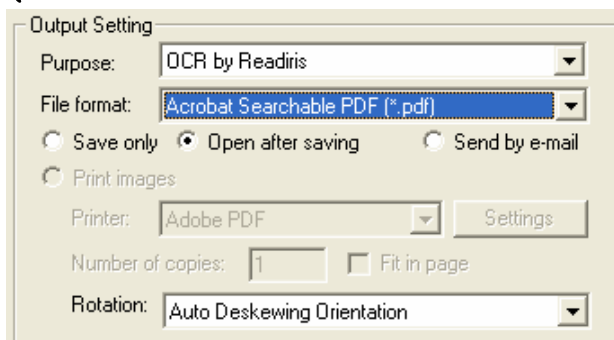 Output Setting
Purpose: OCR by Readiris
File format: Acrobat Searchable PDF (*.pdf)
Save only Open after saving Send by e-mail
Print images
Printer: Adobe PDF Settings
Number of copies: 1 Fit in page
Rotation: Auto Deskewing Orientation